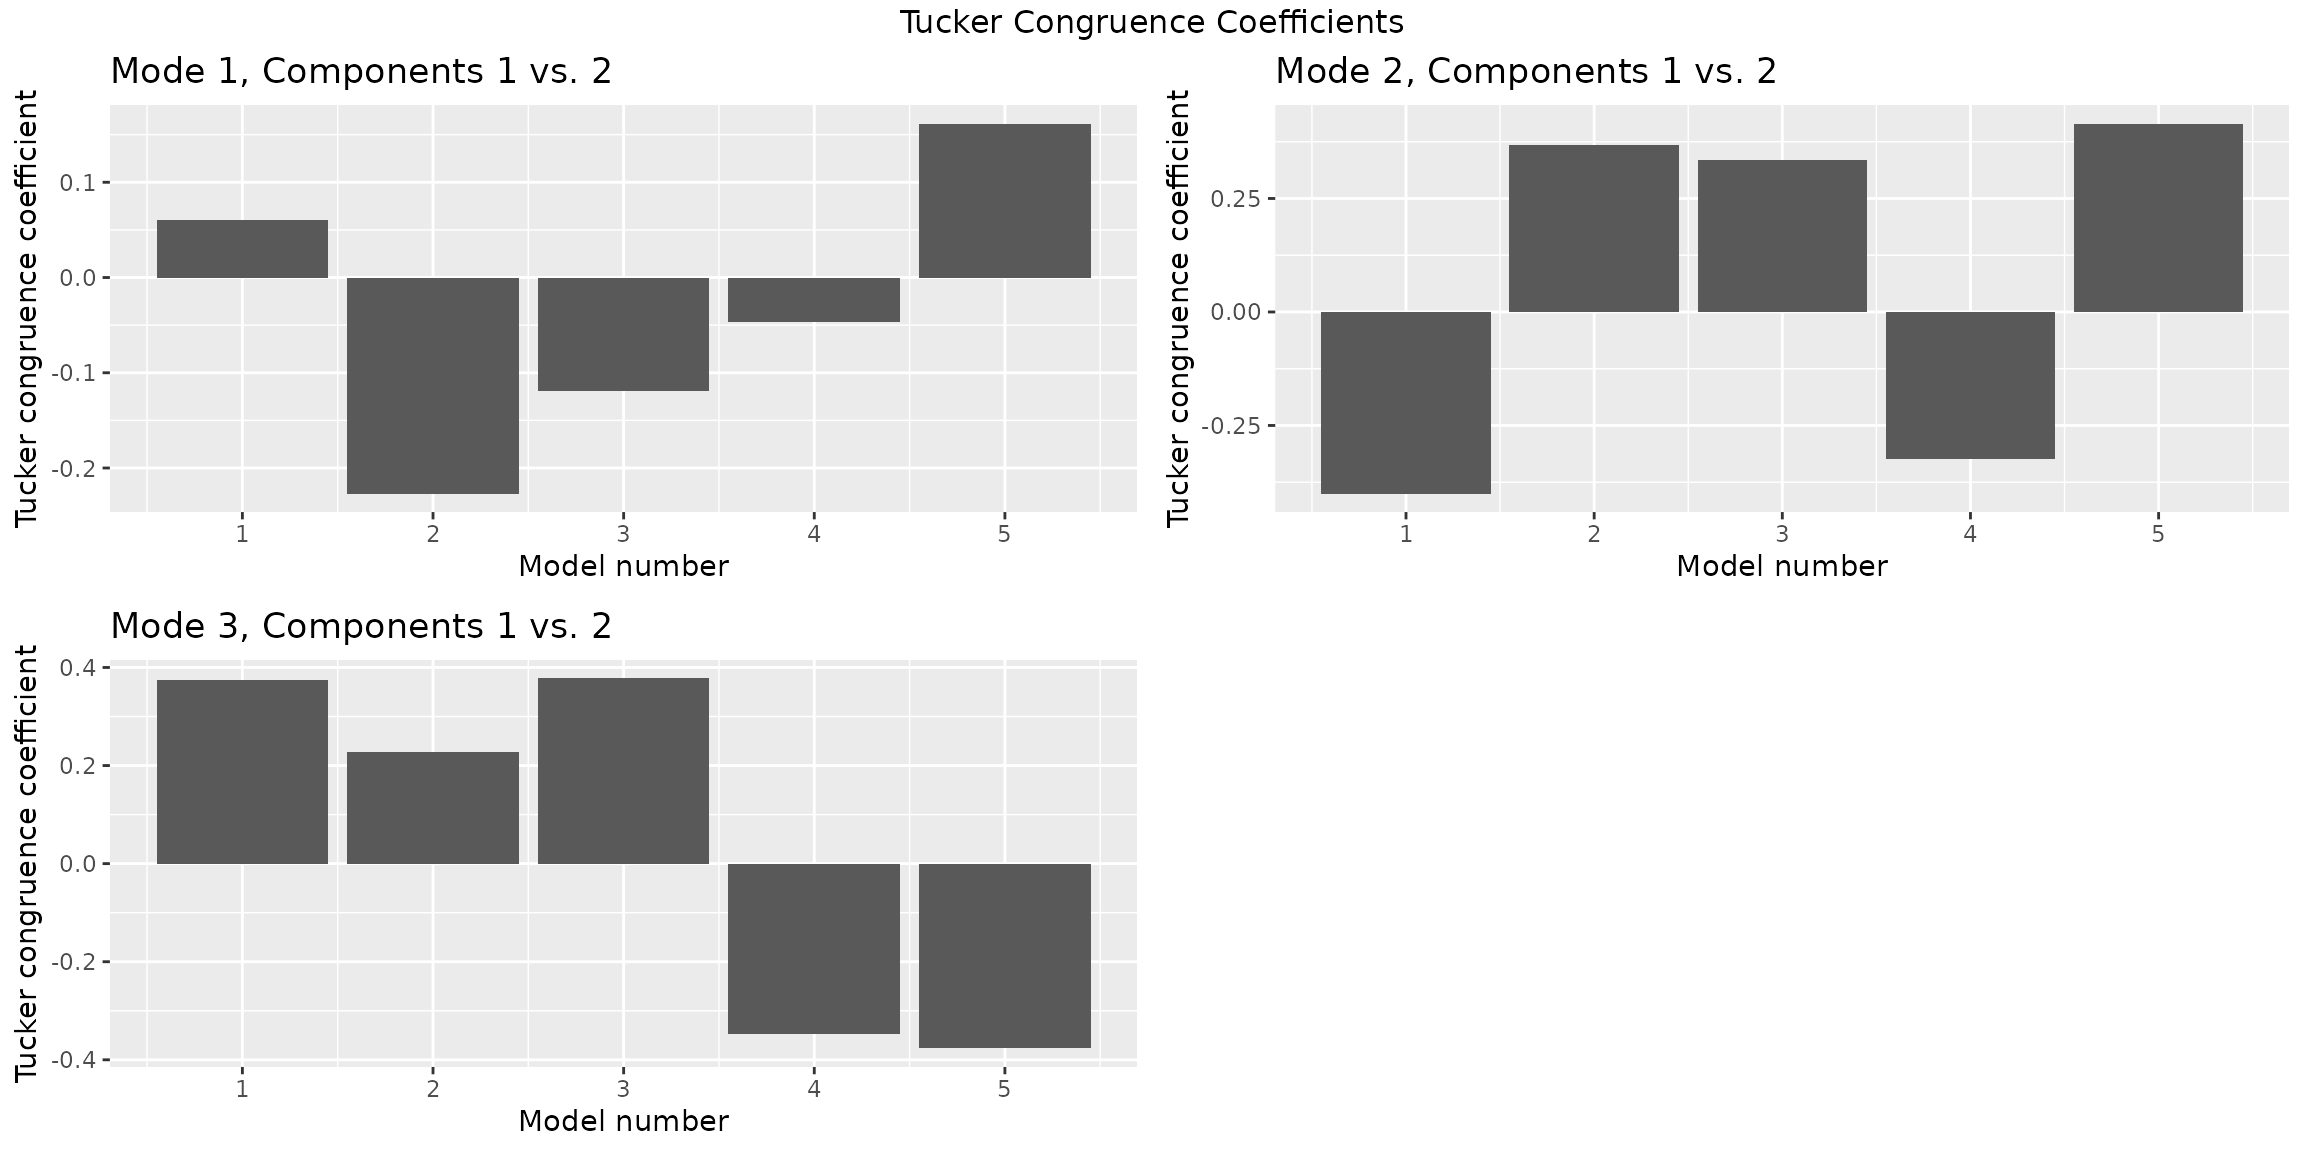 Tucker Congruence Coefficients
Mode 1, Components 1 vs. 2
Tucker congruence coefficient
0.1
0.0
-0.1
-0.2
1 2 3 4 5
Model number
Mode 2, Components 1 vs. 2
Tucker congruence coefficient
0.25
0.00
-0.25
1 2 3 4 5
Model number
Mode 3, Components 1 vs. 2
Tucker congruence coefficient
0.4
0.2
0.0
-0.2
-0.4
1 2 3 4 5
Model number